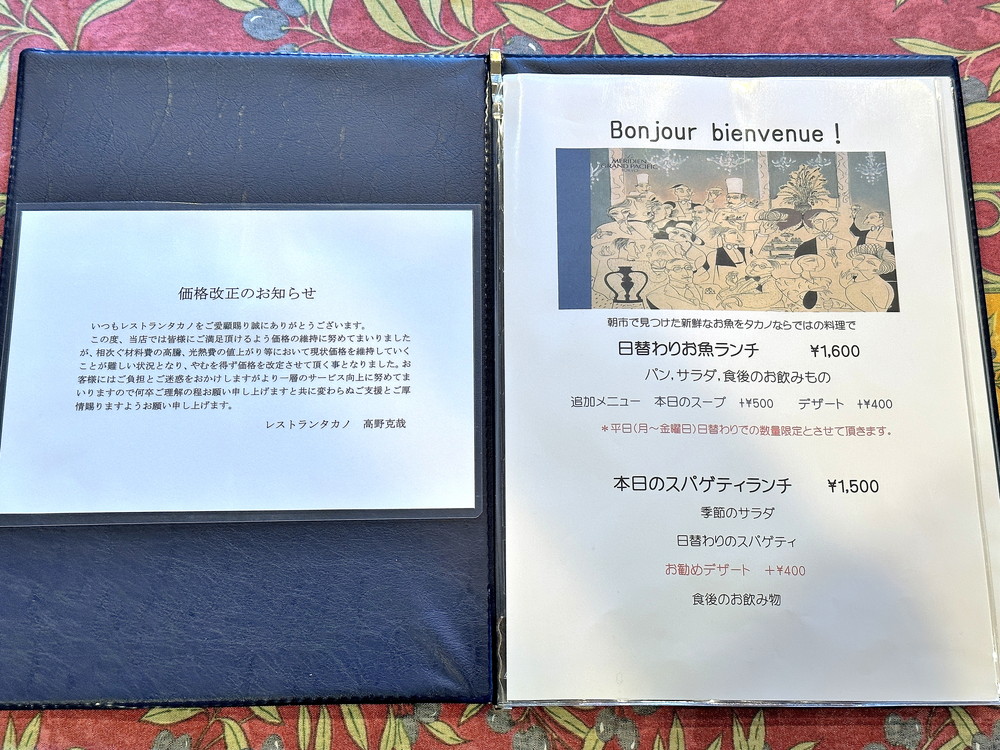 価格改正のお知らせ
いつもレストランタカノをご愛顧賜り誠にありがとうございます。
この度、当店では皆様にご満足頂けるよう価格の維持に努めてまいりました
が、相次ぐ材料費の高騰、光熱費の値上がり等において現状価格を維持していく
ことが難しい状況となり、やむを得ず価格を改定させて頂く事となりました。お
客様にはご負担とご迷惑をおかけしますがより一層のサービス向上に努めてま
いりますので何卒ご理解の程お願い申し上げますと共に変わらぬご支援とご厚
情賜りますようお願い申し上げます。
レストランタカノ 高野克哉
Bonjour bienvenue！
MERIDIEN
GRAND PACIFIC
朝市で見つけた新鮮なお魚をタカノならではの料理で
日替わりお魚ランチ ¥1,600
パン,サラダ,食後のお飲みもの
追加メニュー 本日のスープ +¥500 デザート +¥400
＊平日(月～金曜日)日替わりでの数量限定とさせて頂きます。
本日のスパゲティランチ ¥1,500
季節のサラダ
日替わりのスパゲティ
お勧めデザート +¥400
食後のお飲み物